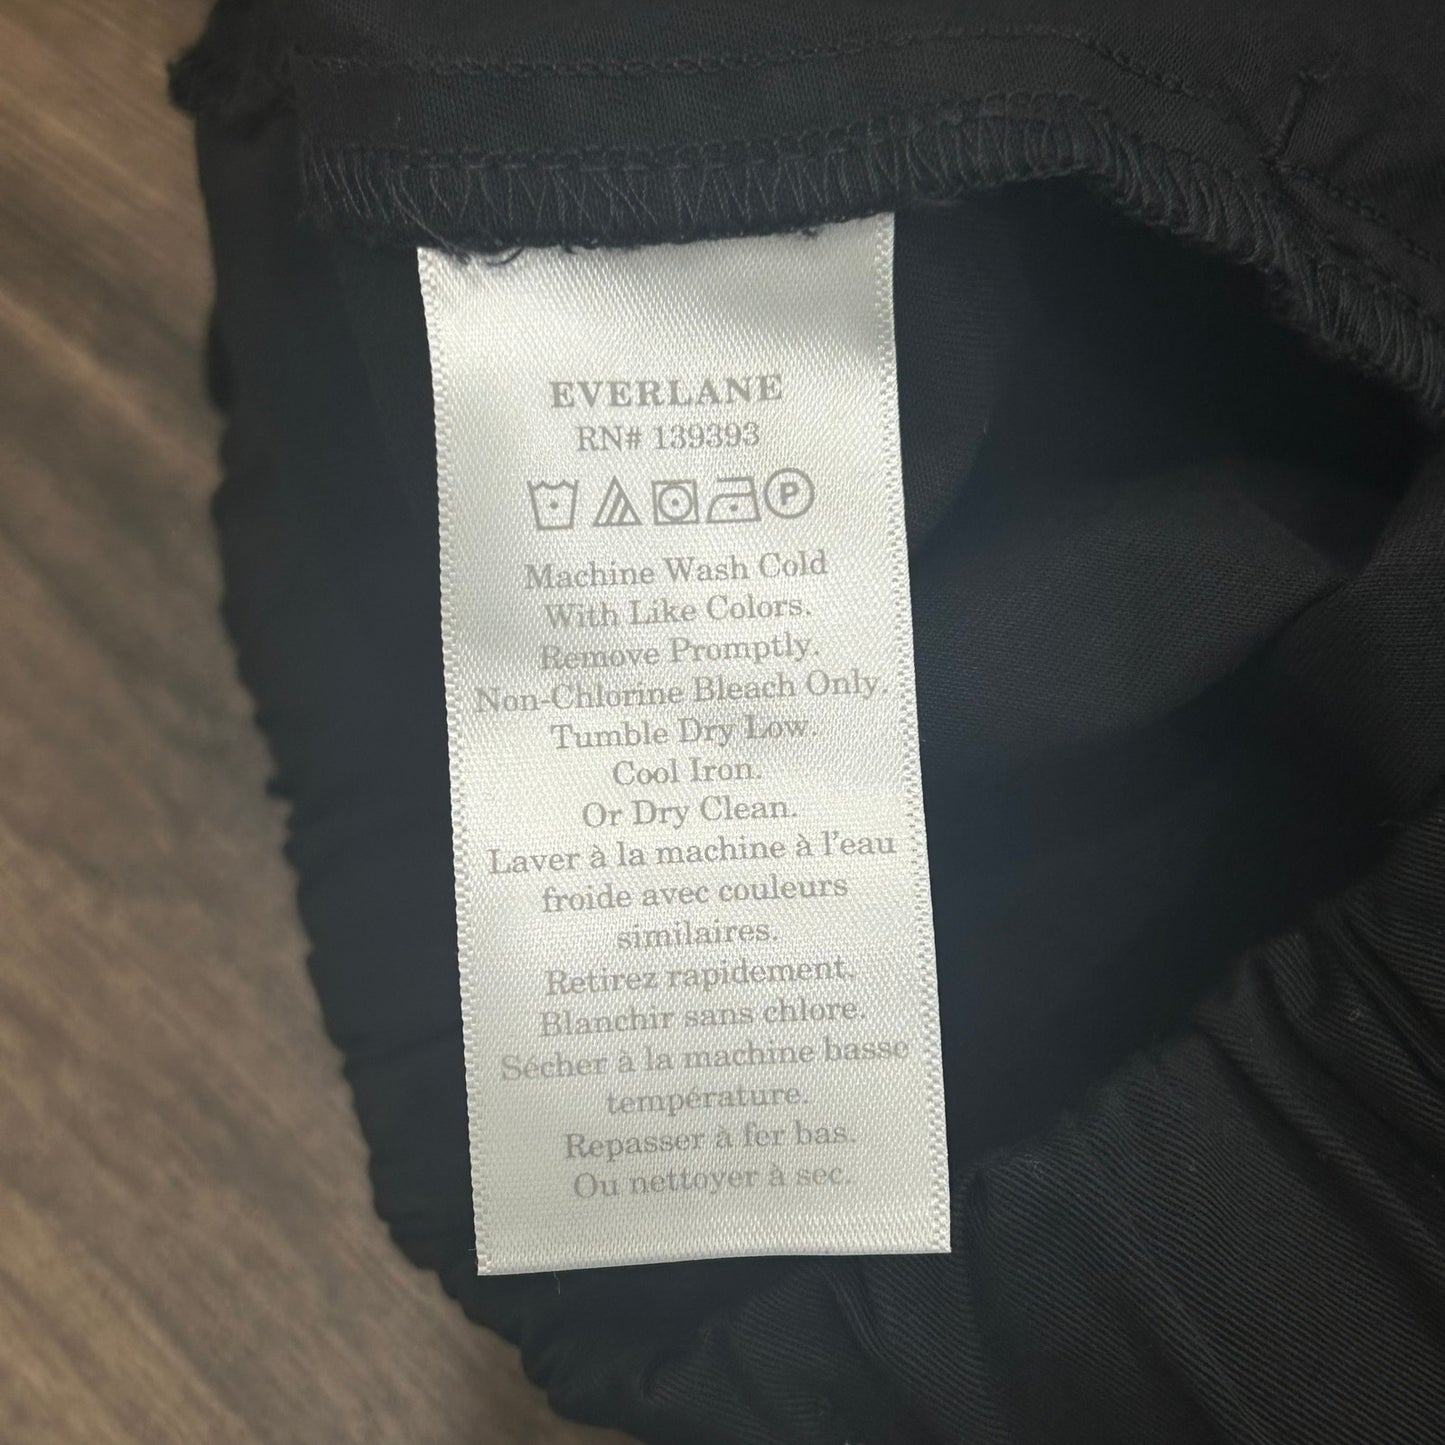 EVERLANE
RN# 139393
P
Machine Wash Cold
With Like Colors.
Remove Promptly.
Non-Chlorine Bleach Only.
Tumble Dry Low.
Cool Iron.
Or Dry Clean.
Laver à la machine à l'eau
froide avec couleurs
similaires.
Retirez rapidement.
Blanchir sans chlore.
Sécher à la machine basse
température.
Repasser à fer bas.
Ou nettoyer à sec.